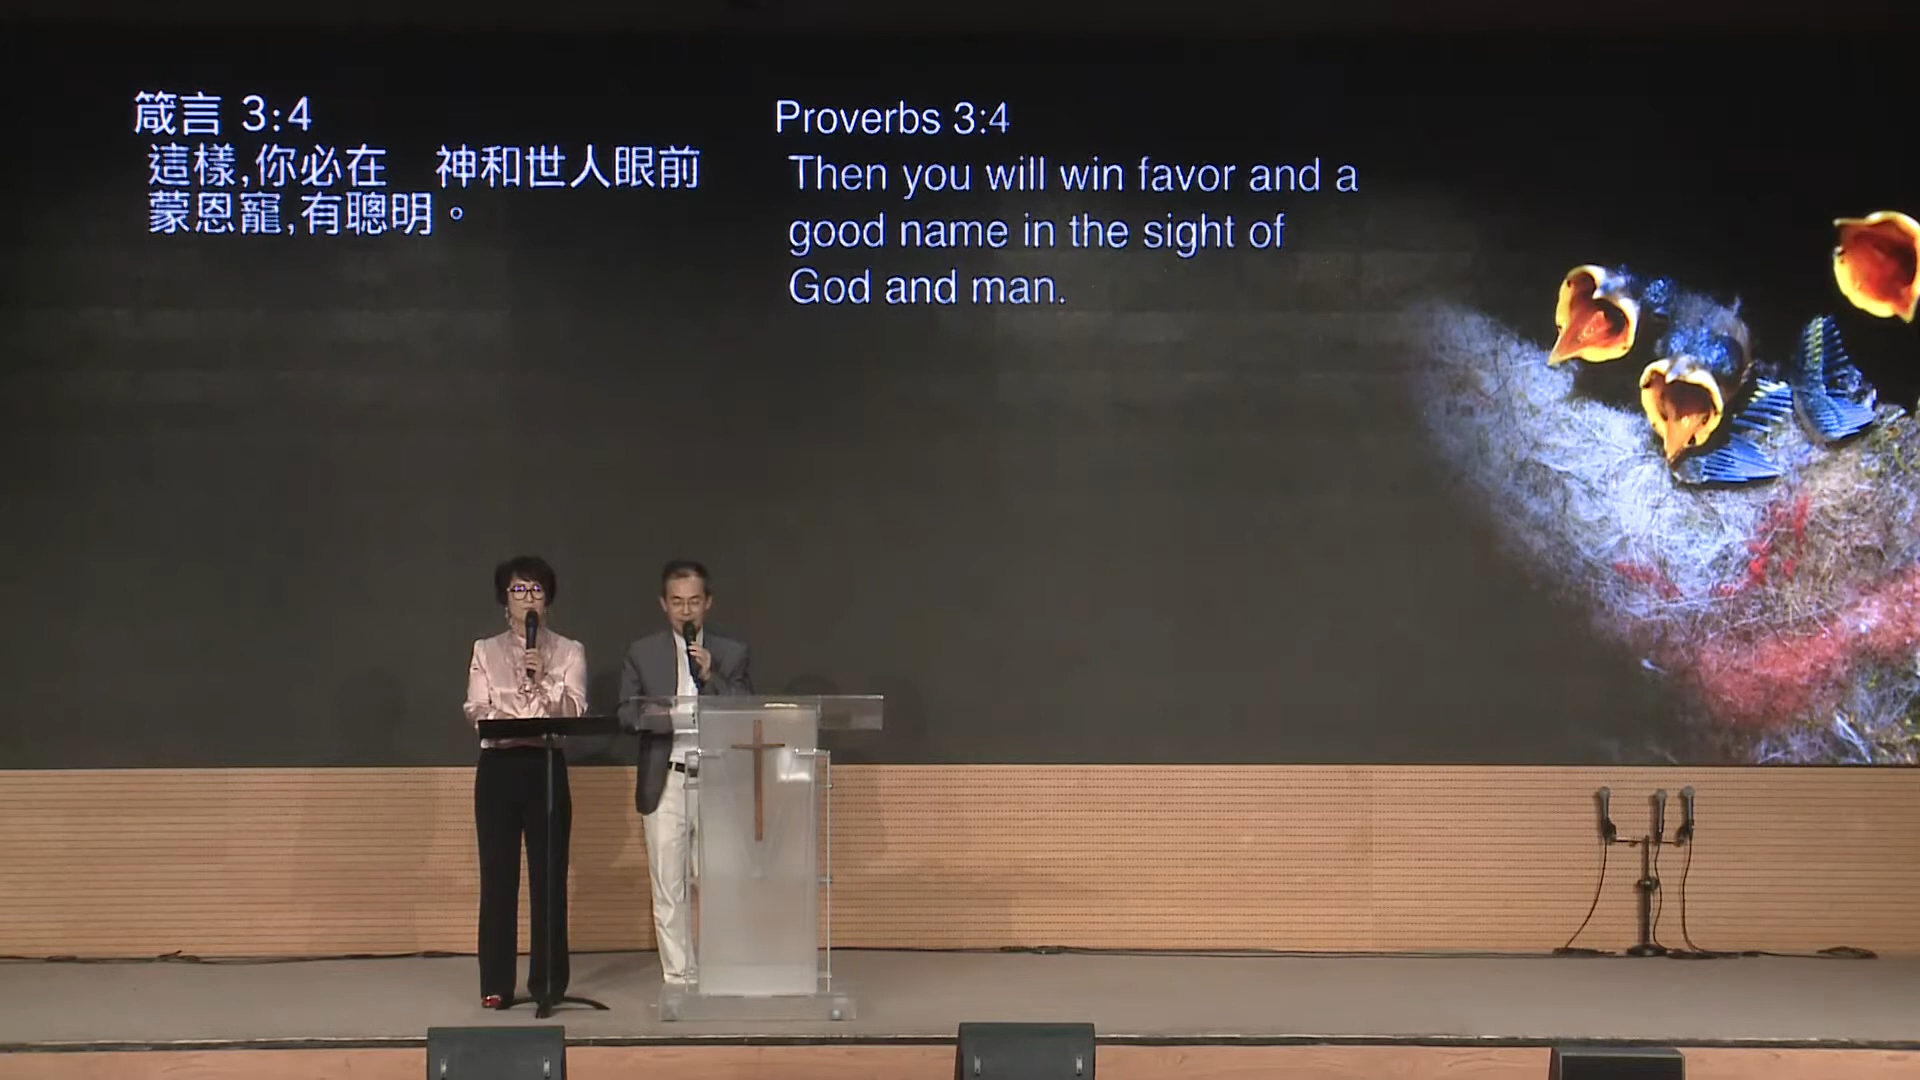 箴言 3:4
這樣,你必在　神和世人眼前
蒙恩寵,有聰明。
Proverbs 3:4
Then you will win favor and a
good name in the sight of
God and man.